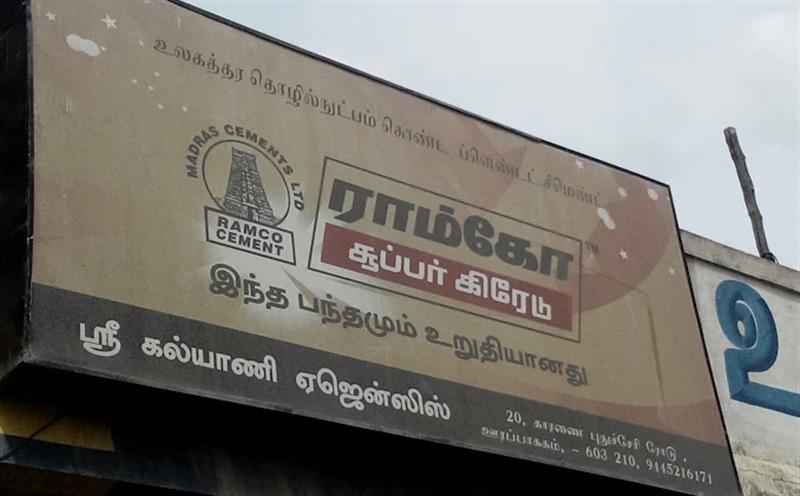 உலகத்தர தொழில்நுட்பம் கொண்ட ப்ளெண்டட் சிமெண்ட்
MADRAS CEMENTS LTD
RAMCO
CEMENT
ராம்கோ TM
சூப்பர் கிரேடு
இந்த பந்தமும் உறுதியானது
ஸ்ரீ கல்யாணி ஏஜென்ஸிஸ்
20, காரணை புதுச்சேரி ரோடு,
ஊரப்பாக்கம், - 603 210, 9445216171
உ